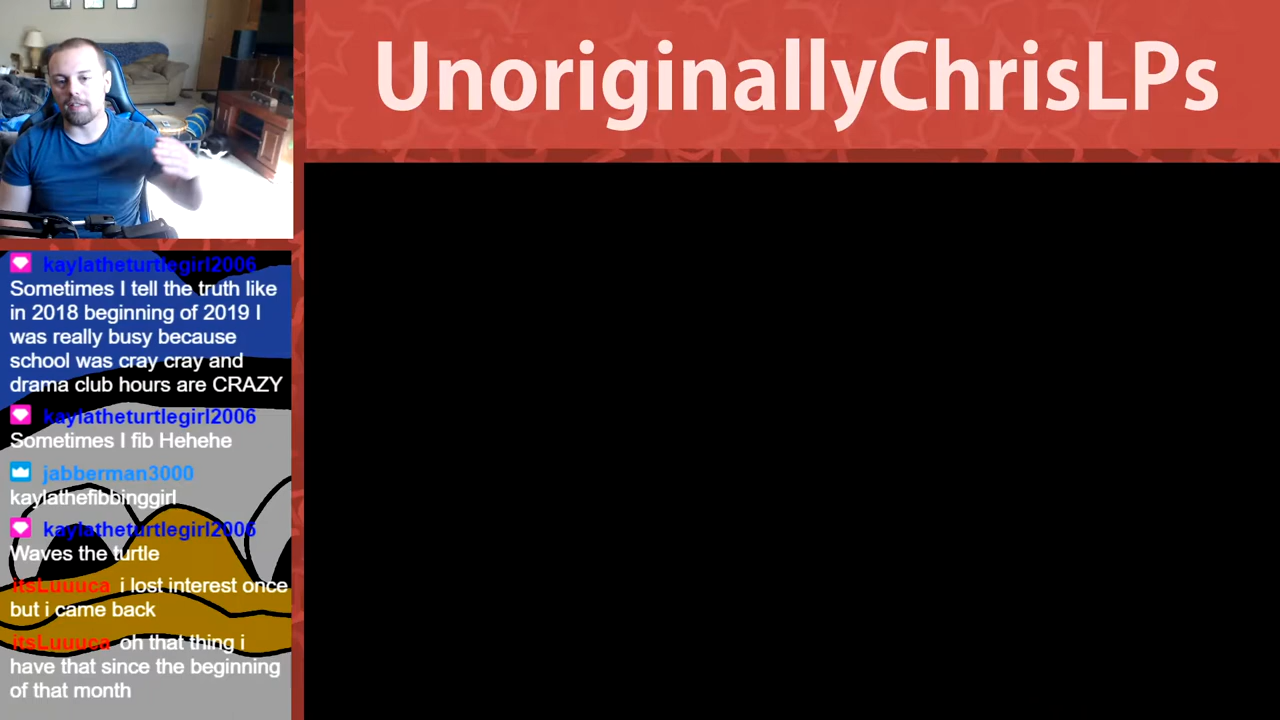 UnoriginallyChrisLPs
kaylatheturtlegirl2006
Sometimes I tell the truth like
in 2018 beginning of 2019 I
was really busy because
school was cray cray and
drama club hours are CRAZY
kaylatheturtlegirl2006
Sometimes I fib Hehehe
jabberman3000
kaylathefibbinggirl
kaylatheturtlegirl2006
Waves the turtle
itsLuuuca i lost interest once
but i came back
itsLuuuca oh that thing i
have that since the beginning
of that month